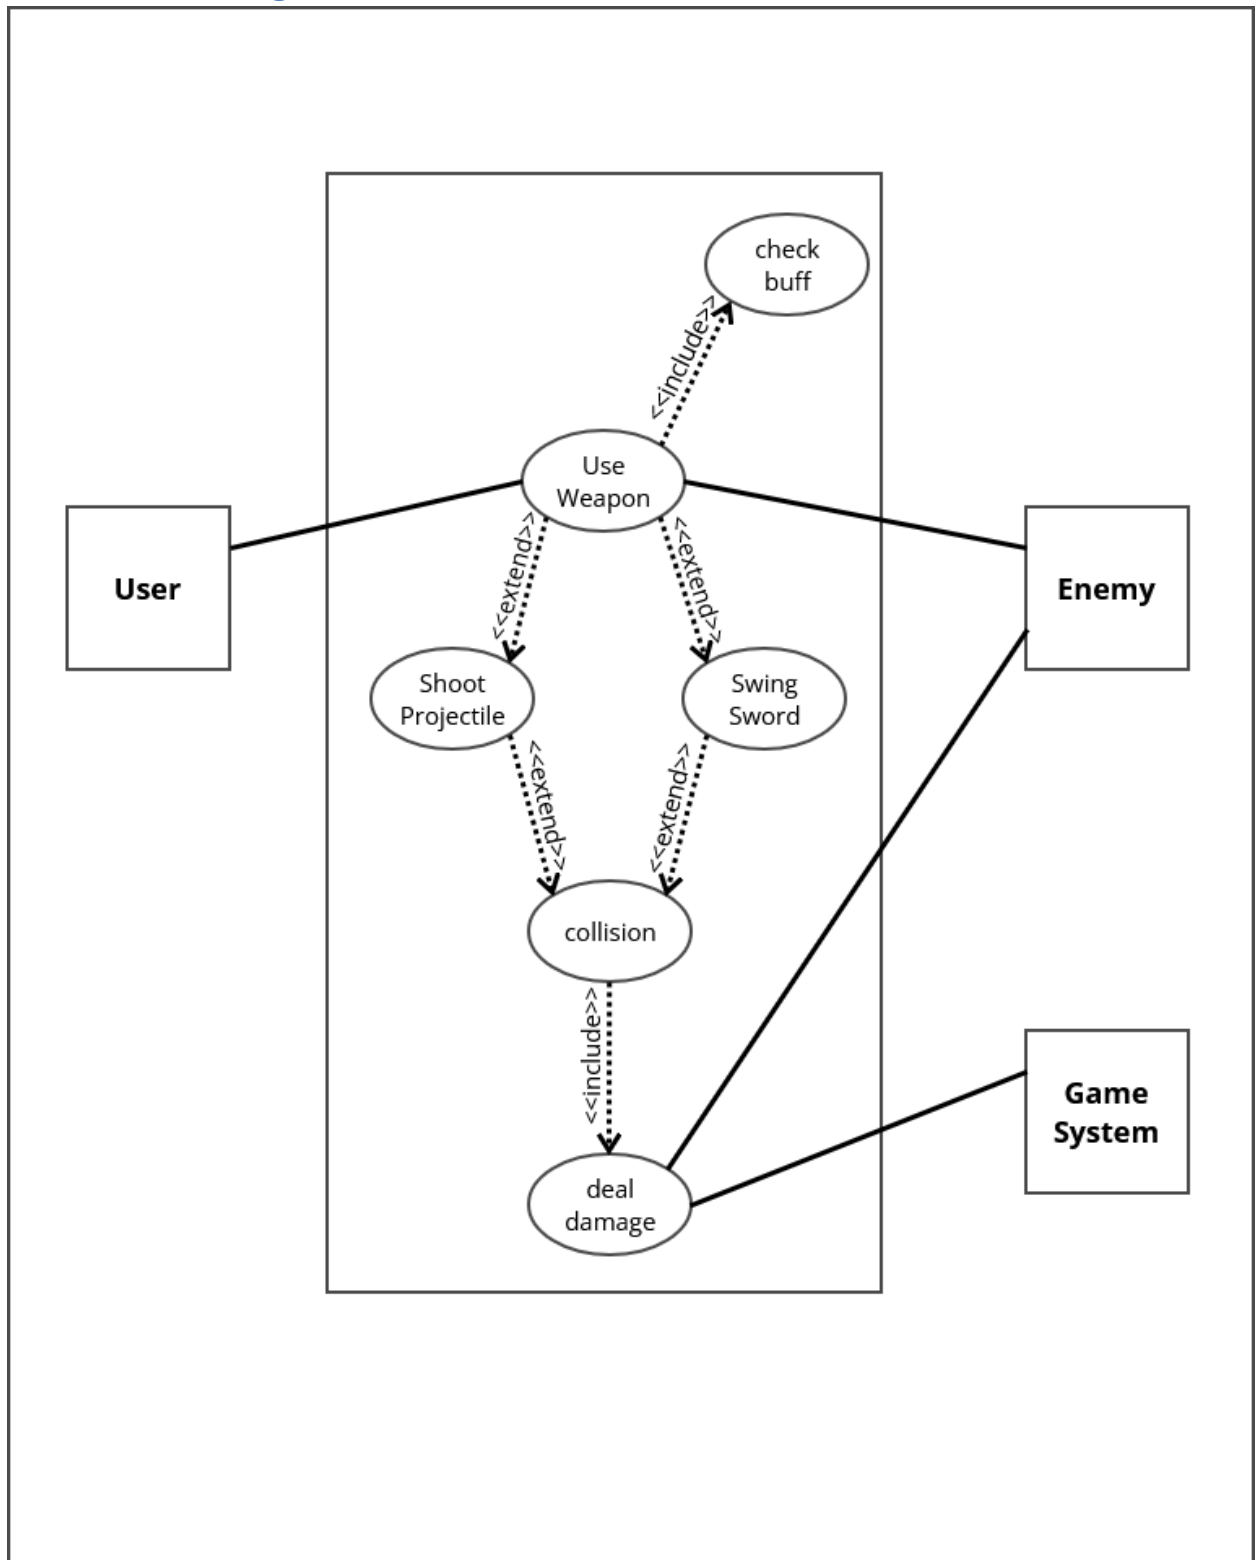 check
buff
<<include>>
Use
Weapon
User
Enemy
<<extend>>
<<extend>>
Shoot
Projectile
Swing
Sword
<<extend>>
<<extend>>
collision
<<include>>
Game
System
deal
damage